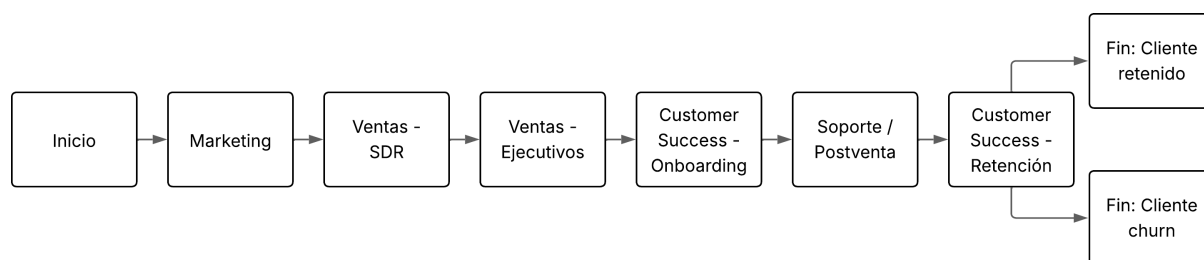 Inicio
Marketing
Ventas -
SDR
Ventas -
Ejecutivos
Customer
Success -
Onboarding
Soporte /
Postventa
Customer
Success -
Retención
Fin: Cliente
retenido
Fin: Cliente
churn